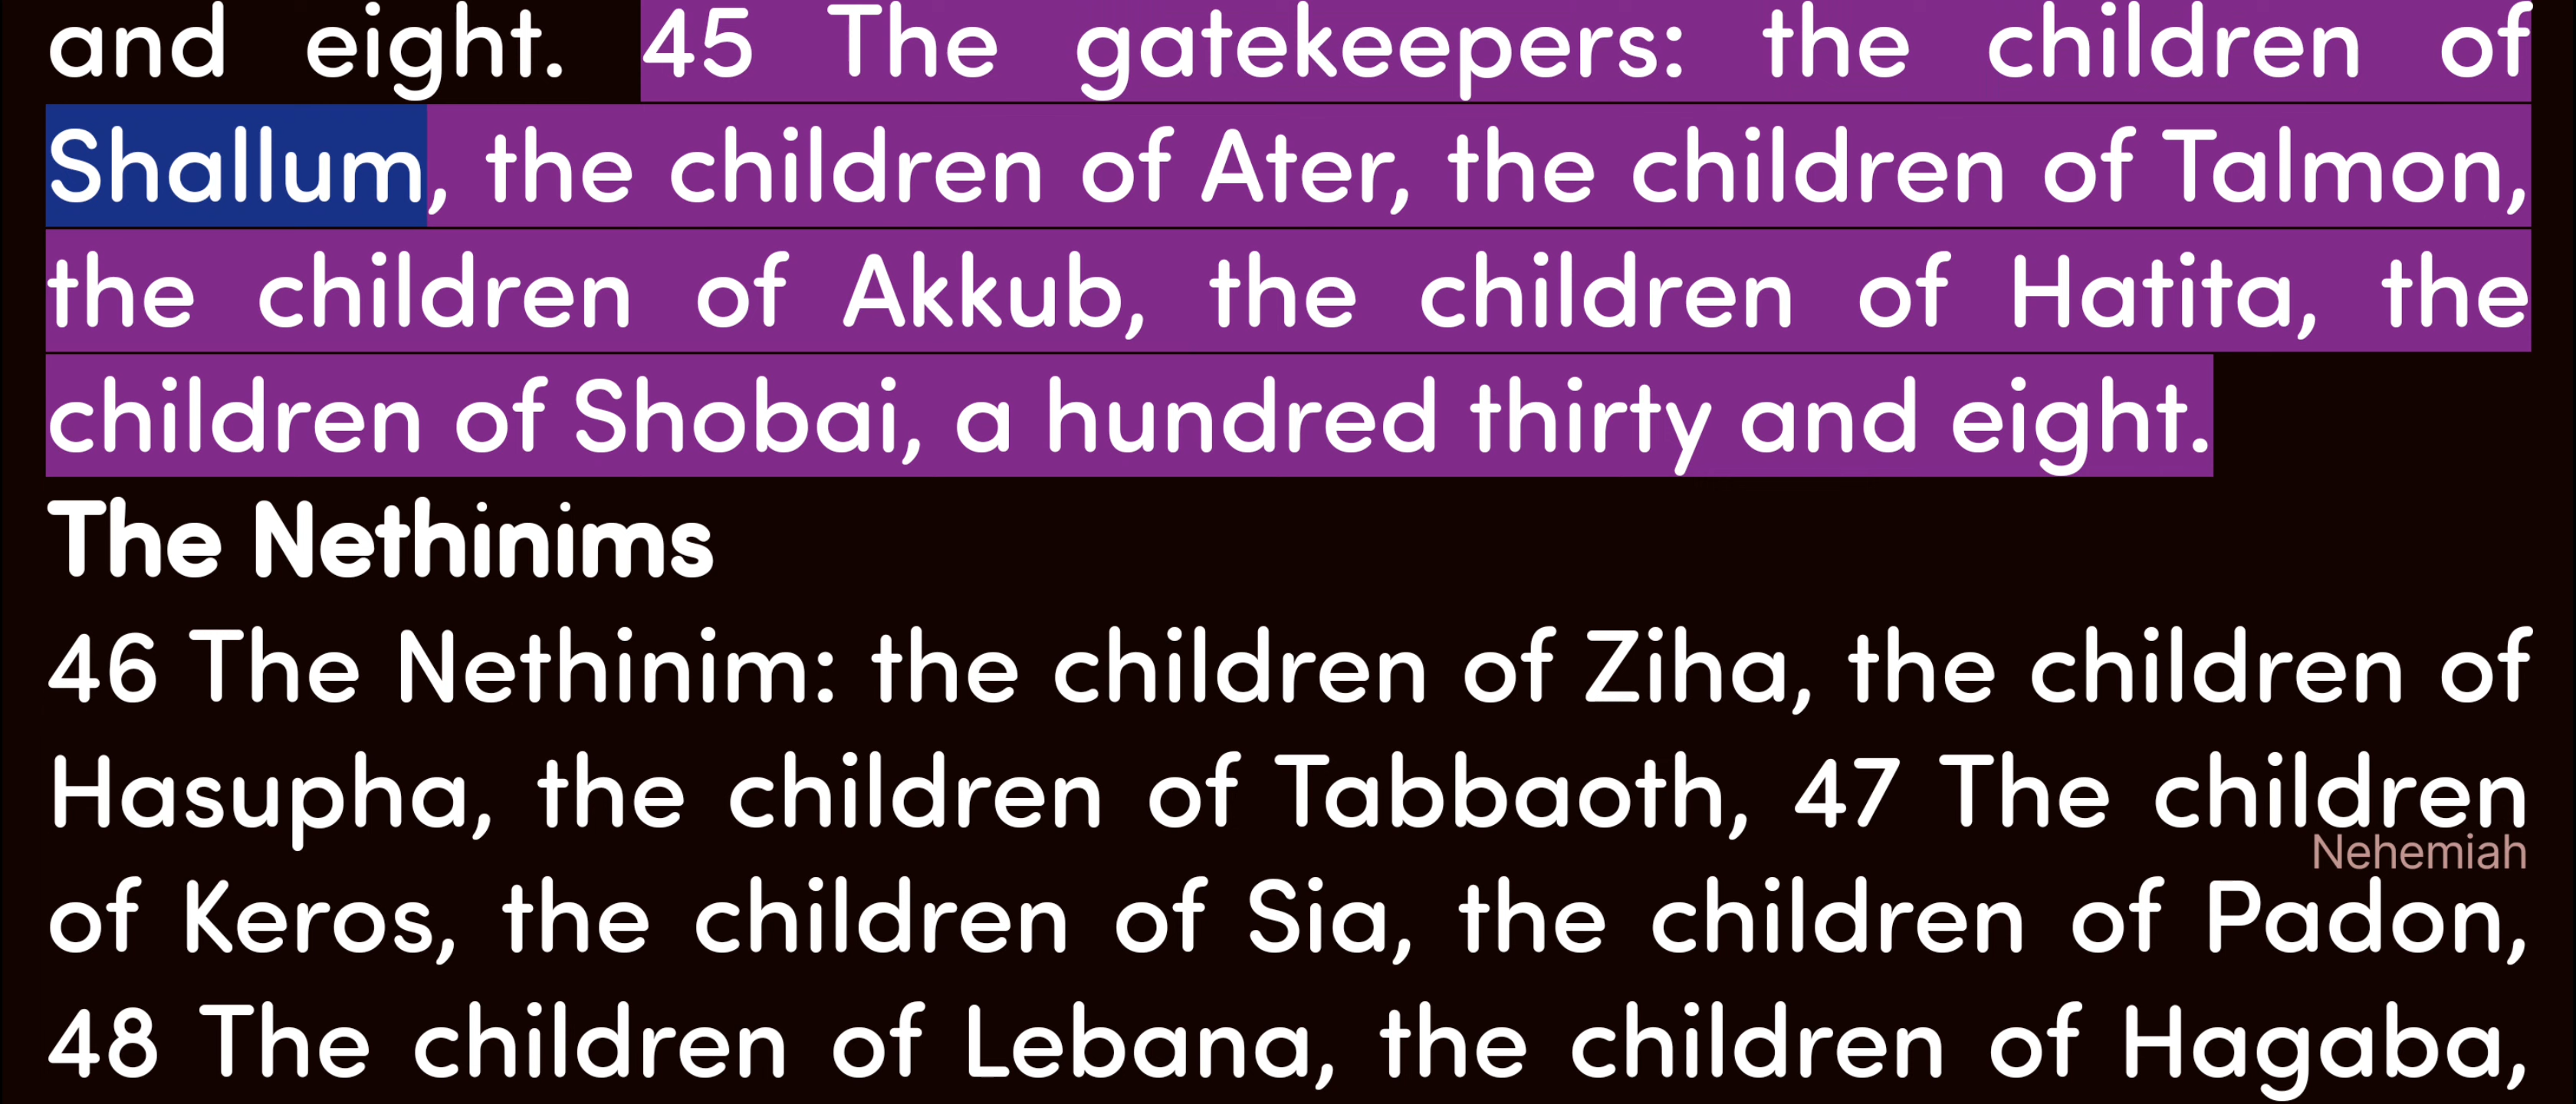 and eight. 45 The gatekeepers: the children of
Shallum, the children of Ater, the children of Talmon,
the children of Akkub, the children of Hatita, the
children of Shobai, a hundred thirty and eight.
The Nethinims
46 The Nethinim: the children of Ziha, the children of
Hasupha, the children of Tabbaoth, 47 The children
Nehemiah
of Keros, the children of Sia, the children of Padon,
48 The children of Lebana, the children of Hagaba,